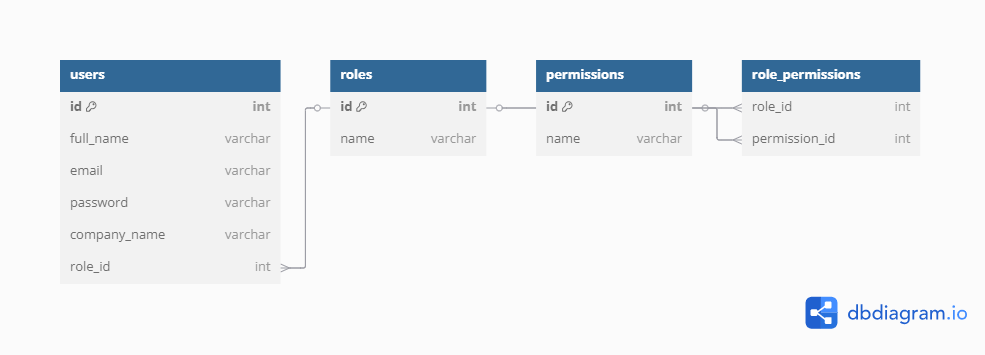 users
id int
full_name varchar
email varchar
password varchar
company_name varchar
role_id int
roles
id int
name varchar
permissions
id int
name varchar
role_permissions
role_id int
permission_id int
dbdiagram.io